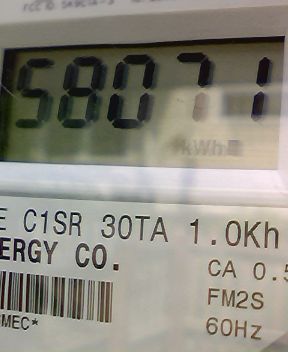 58071
kWh
E C1SR 30TA 1.0Kh
ERGY CO.
CA 0.5
FM2S
MEC*
60Hz